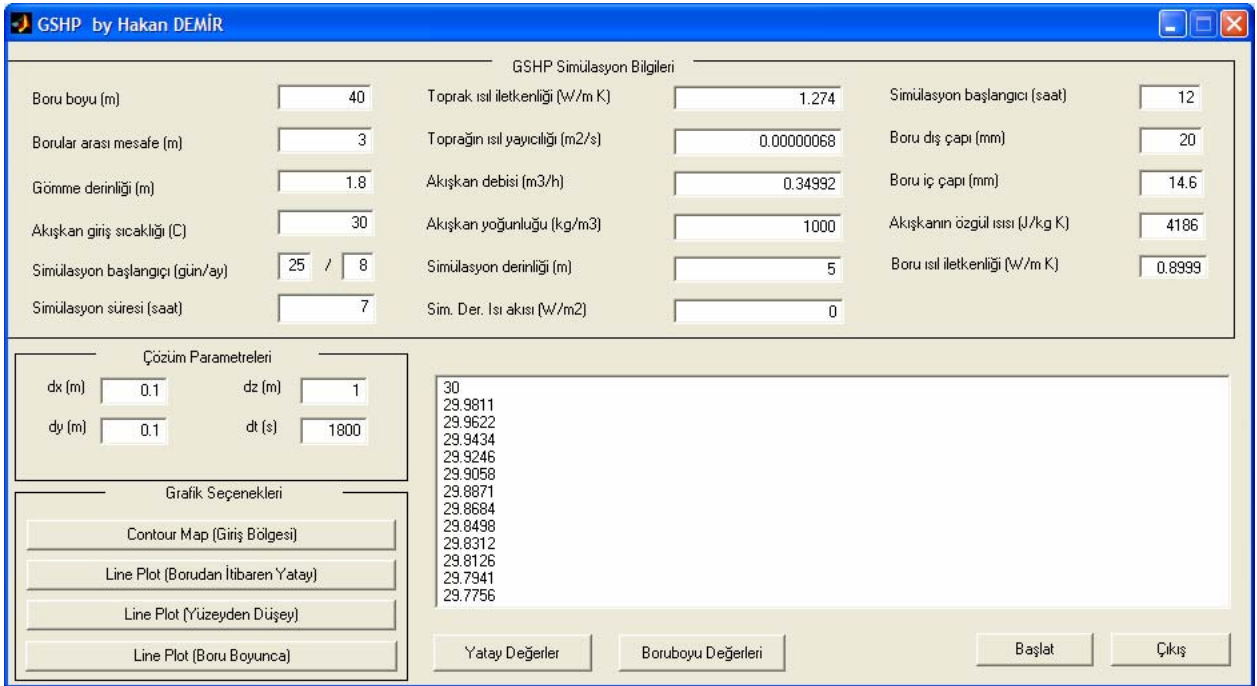 GSHP by Hakan DEMİR
GSHP Simülasyon Bilgileri
Boru boyu (m) 40
Borular arası mesafe (m) 3
Gömme derinliği (m) 1.8
Akışkan giriş sıcaklığı (C) 30
Simülasyon başlangıçı (gün/ay) 25 / 8
Simülasyon süresi (saat) 7
Toprak ısıl iletkenliği (W/m K) 1.274
Toprağın ısıl yayıcılığı (m2/s) 0.00000068
Akışkan debisi (m3/h) 0.34992
Akışkan yoğunluğu (kg/m3) 1000
Simülasyon derinliği (m) 5
Sim. Der. Isı akısı (W/m2) 0
Simülasyon başlangıcı (saat) 12
Boru dış çapı (mm) 20
Boru iç çapı (mm) 14.6
Akışkanın özgül ısısı (J/kg K) 4186
Boru ısıl iletkenliği (W/m K) 0.8999
Çözüm Parametreleri
dx (m) 0.1 dz (m) 1
dy (m) 0.1 dt (s) 1800
Grafik Seçenekleri
Contour Map (Giriş Bölgesi)
Line Plot (Borudan İtibaren Yatay)
Line Plot (Yüzeyden Düşey)
Line Plot (Boru Boyunca)
30
29.9811
29.9622
29.9434
29.9246
29.9058
29.8871
29.8684
29.8498
29.8312
29.8126
29.7941
29.7756
Yatay Değerler Boruboyu Değerleri Başlat Çıkış